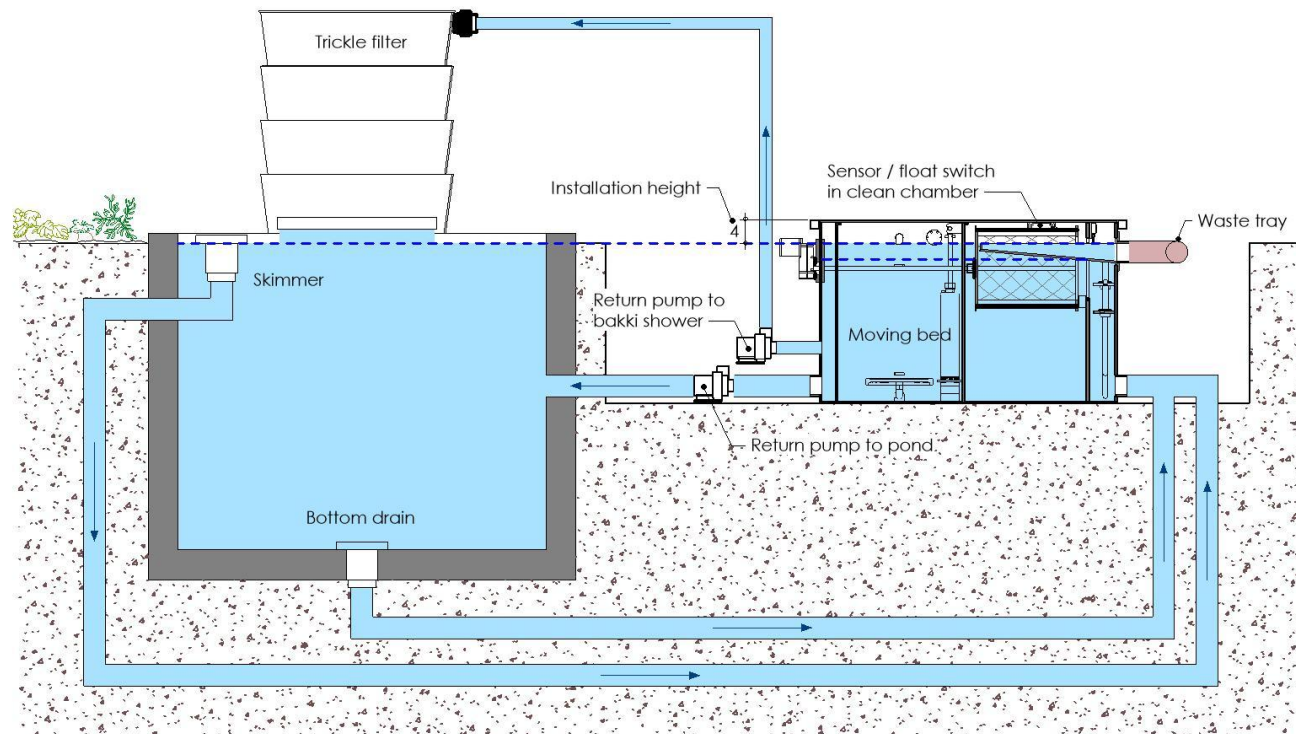 Trickle filter
Sensor / float switch
in clean chamber
Installation height
4
Waste tray
Skimmer
Return pump to
bakki shower
Moving bed
Return pump to pond
Bottom drain